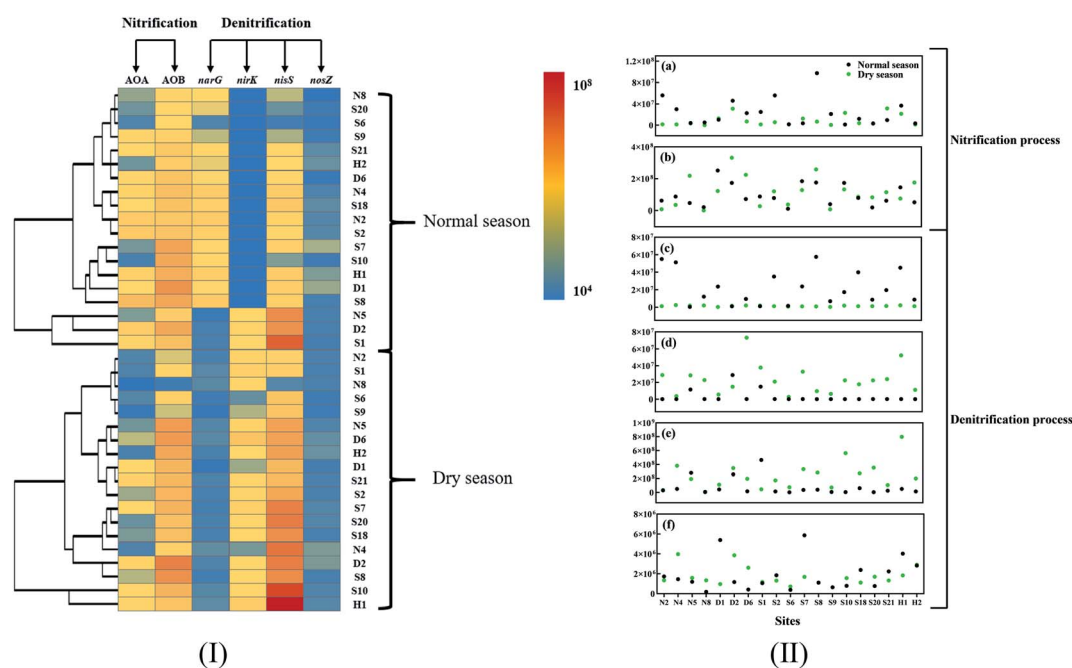 Nitrification Denitrification
AOA AOB narG nirK nisS nosZ
N8
S20
S6
S9
S21
H2
D6
N4
S18
N2
S2
S7
S10
H1
D1
S8
N5
D2
S1
N2
S1
N8
S6
S9
N5
D6
H2
D1
S21
S2
S7
S20
S18
N4
D2
S8
S10
H1
Normal season
Dry season
10⁸
10⁴
(I)
(a)
Normal season
Dry season
1.2×10⁸
8×10⁷
4×10⁷
0
(b)
4×10⁸
2×10⁸
0
(c)
8×10⁷
6×10⁷
4×10⁷
2×10⁷
0
(d)
8×10⁷
6×10⁷
4×10⁷
2×10⁷
0
(e)
1×10⁹
8×10⁸
6×10⁸
4×10⁸
2×10⁸
0
(f)
8×10⁶
6×10⁶
4×10⁶
2×10⁶
0
N2 N4 N5 N8 D1 D2 D6 S1 S2 S6 S7 S8 S9 S10 S18 S20 S21 H1 H2
Sites
Nitrification process
Denitrification process
(II)